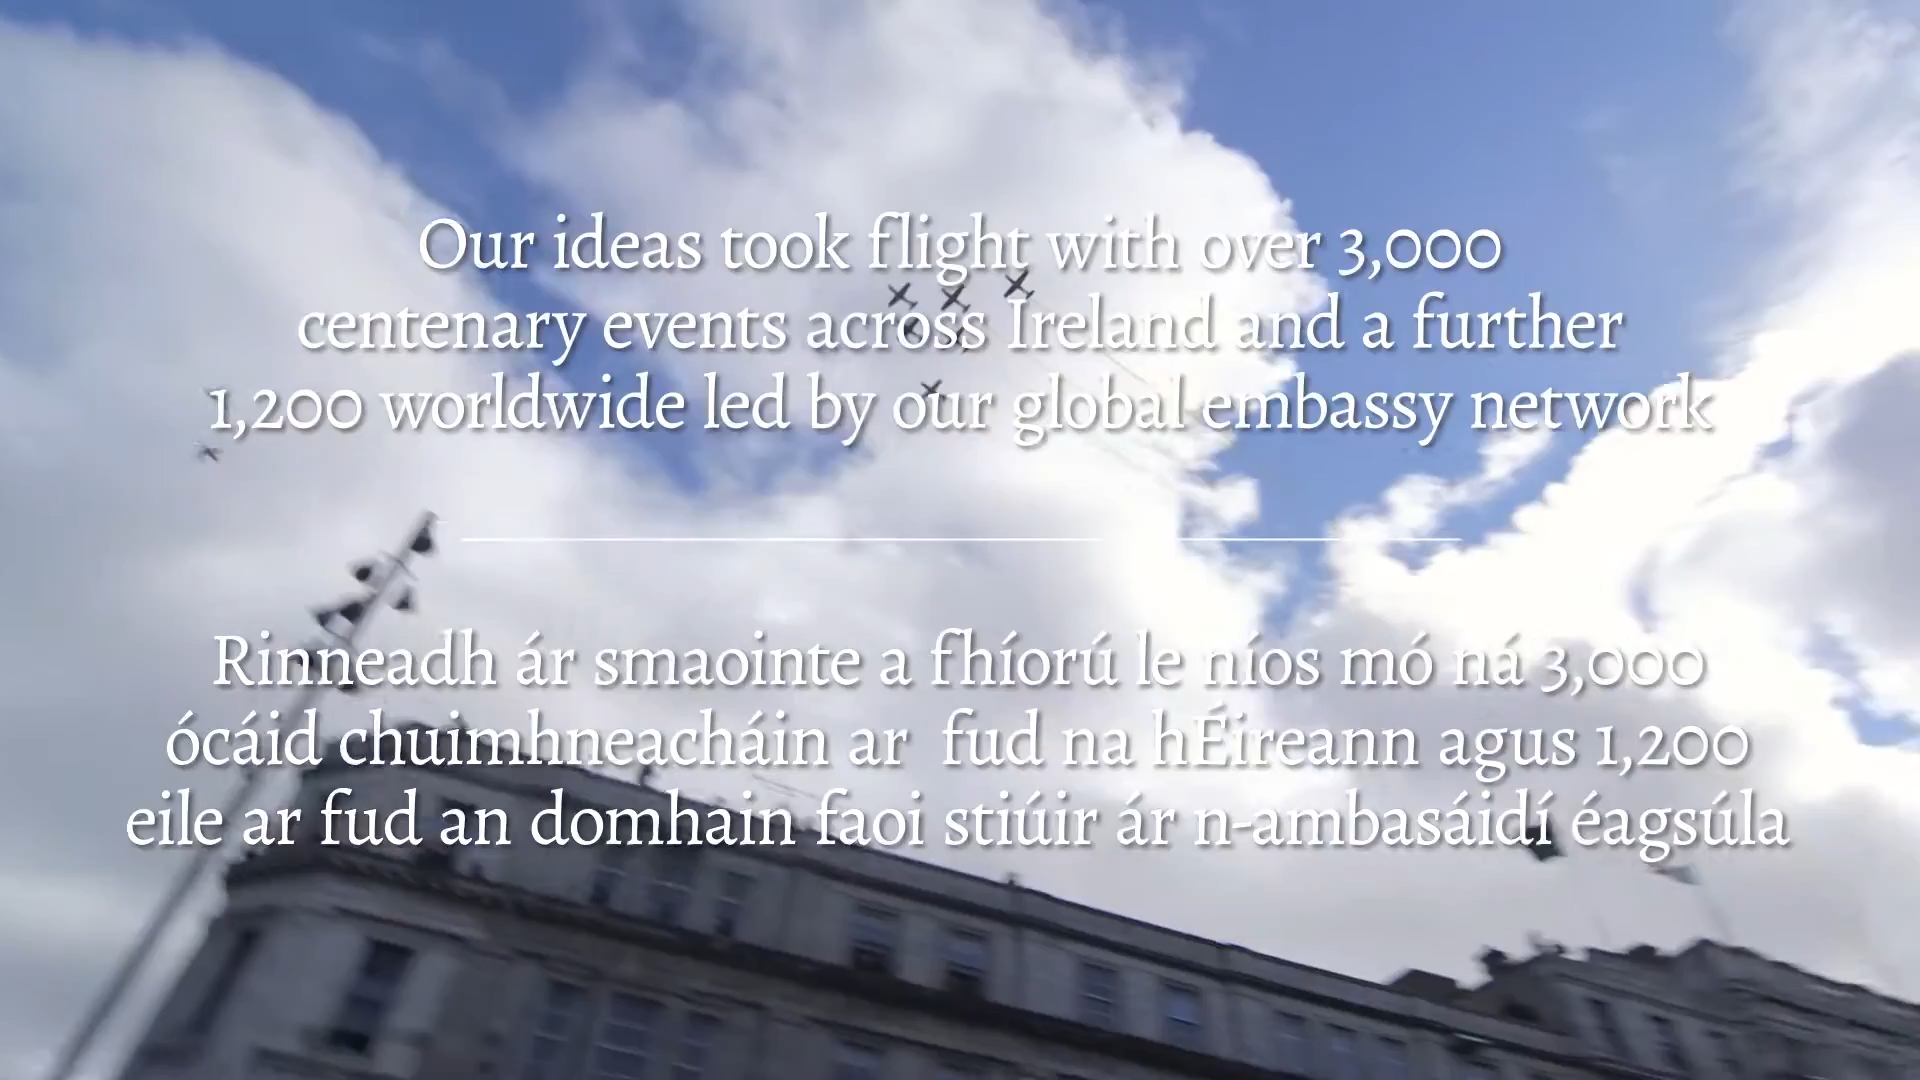 Our ideas took flight with over 3,000
centenary events across Ireland and a further
1,200 worldwide led by our global embassy network
Rinneadh ár smaointe a fhíorú le níos mó ná 3,000
ócáid chuimhneacháin ar fud na hÉireann agus 1,200
eile ar fud an domhain faoi stiúir ár n-ambasáidí éagsúla